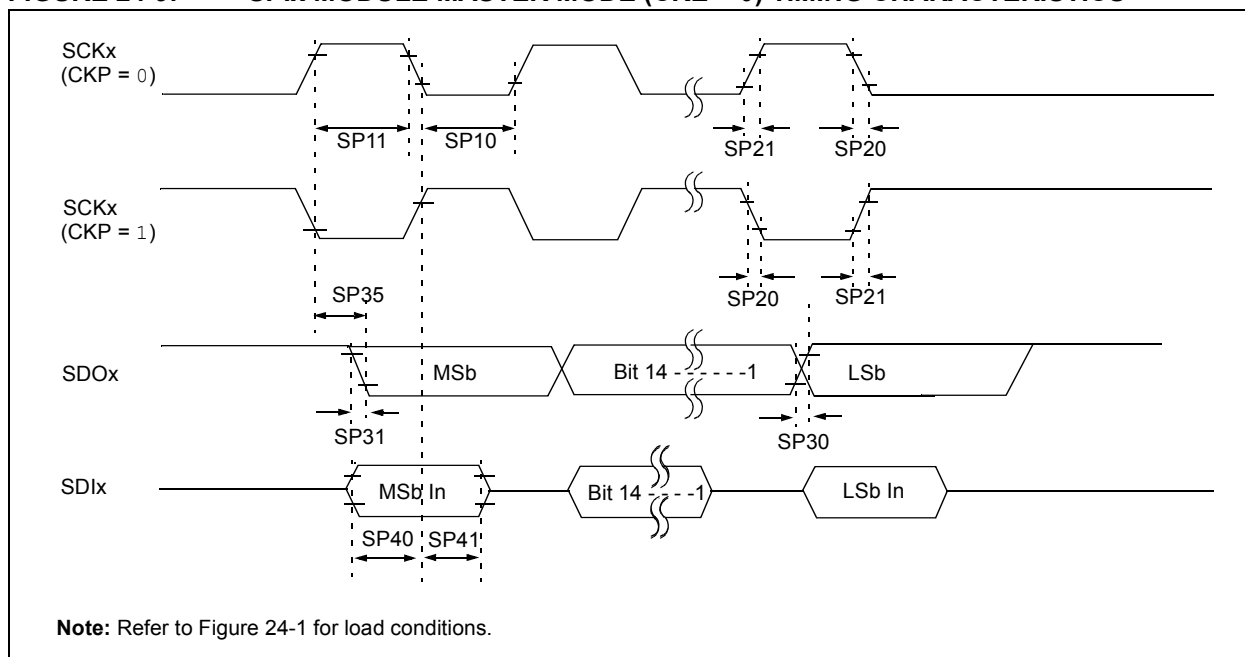 SCKx
(CKP = 0)
SP11
SP10
SP21
SP20
SCKx
(CKP = 1)
SP35
SP20
SP21
SDOx
MSb
Bit 14 - - - - - -1
LSb
SP31
SP30
SDIx
MSb In
Bit 14 - - - -1
LSb In
SP40
SP41
Note: Refer to Figure 24-1 for load conditions.